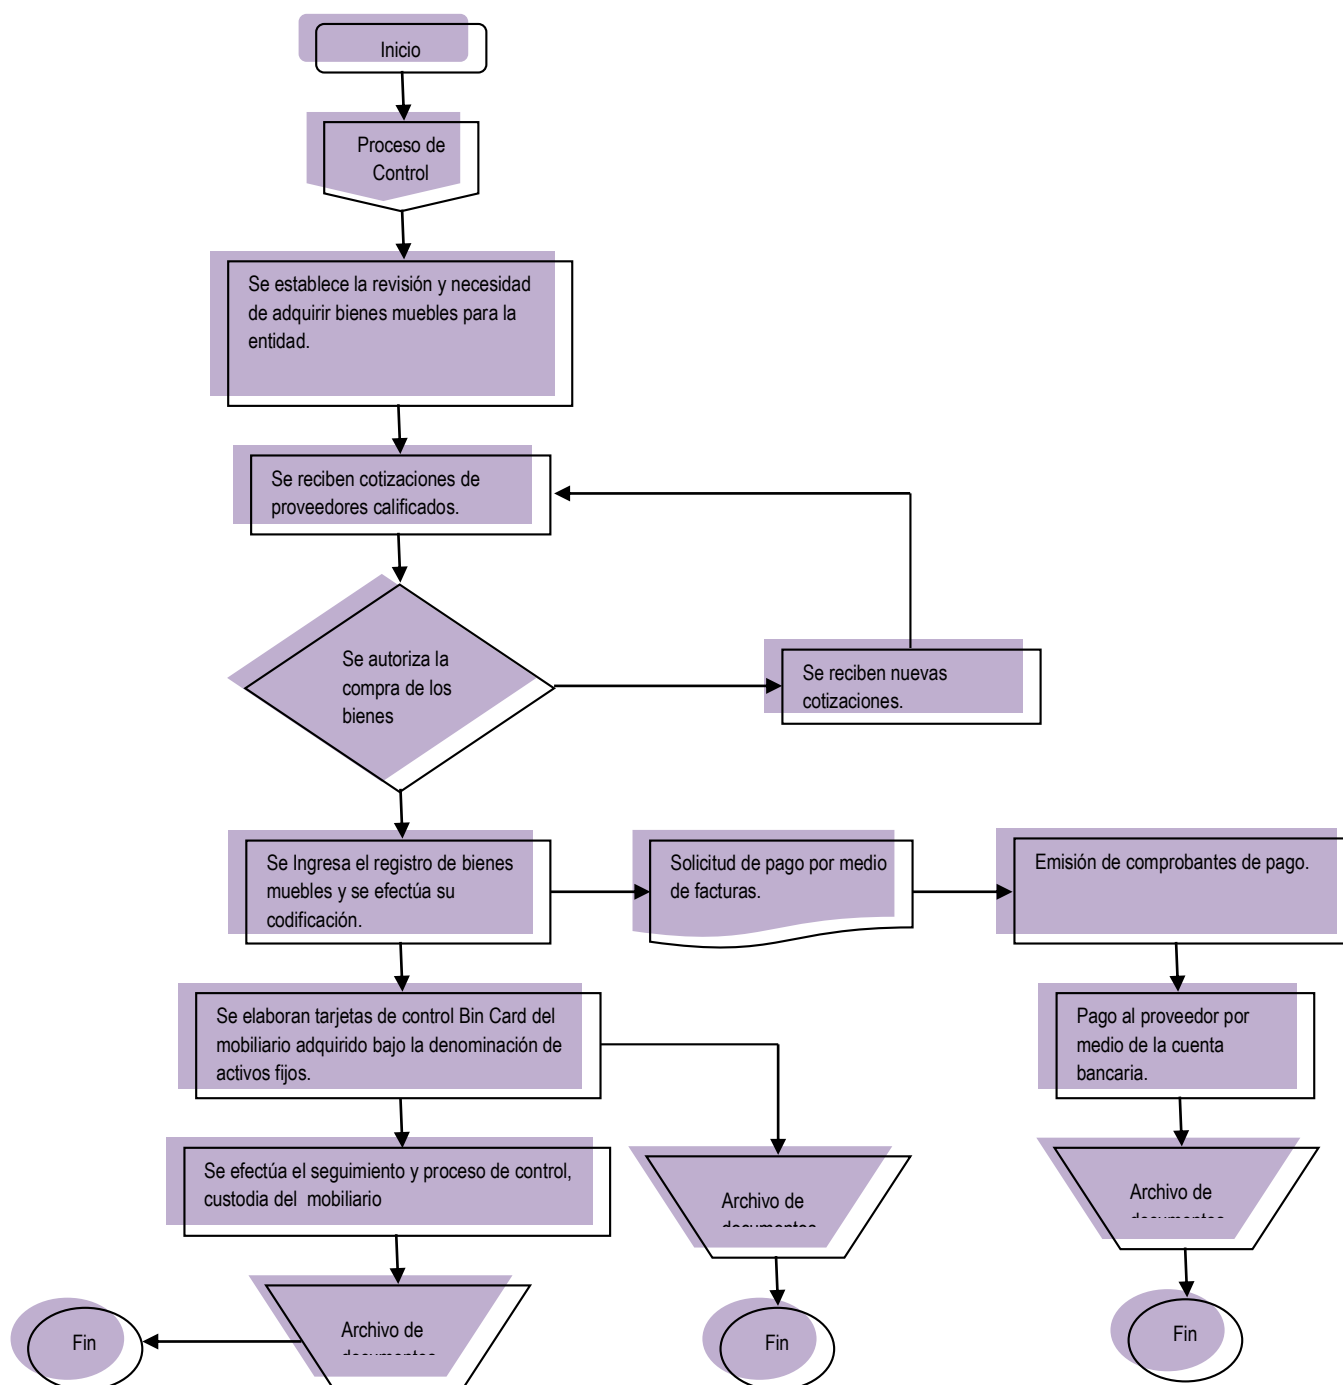 Inicio
Proceso de
Control
Se establece la revisión y necesidad
de adquirir bienes muebles para la
entidad.
Se reciben cotizaciones de
proveedores calificados.
Se autoriza la
compra de los
bienes
Se reciben nuevas
cotizaciones.
Se Ingresa el registro de bienes
muebles y se efectúa su
codificación.
Solicitud de pago por medio
de facturas.
Emisión de comprobantes de pago.
Se elaboran tarjetas de control Bin Card del
mobiliario adquirido bajo la denominación de
activos fijos.
Pago al proveedor por
medio de la cuenta
bancaria.
Se efectúa el seguimiento y proceso de control,
custodia del  mobiliario
Archivo de
documentos
Archivo de
documentos
Archivo de
documentos
Fin
Fin
Fin